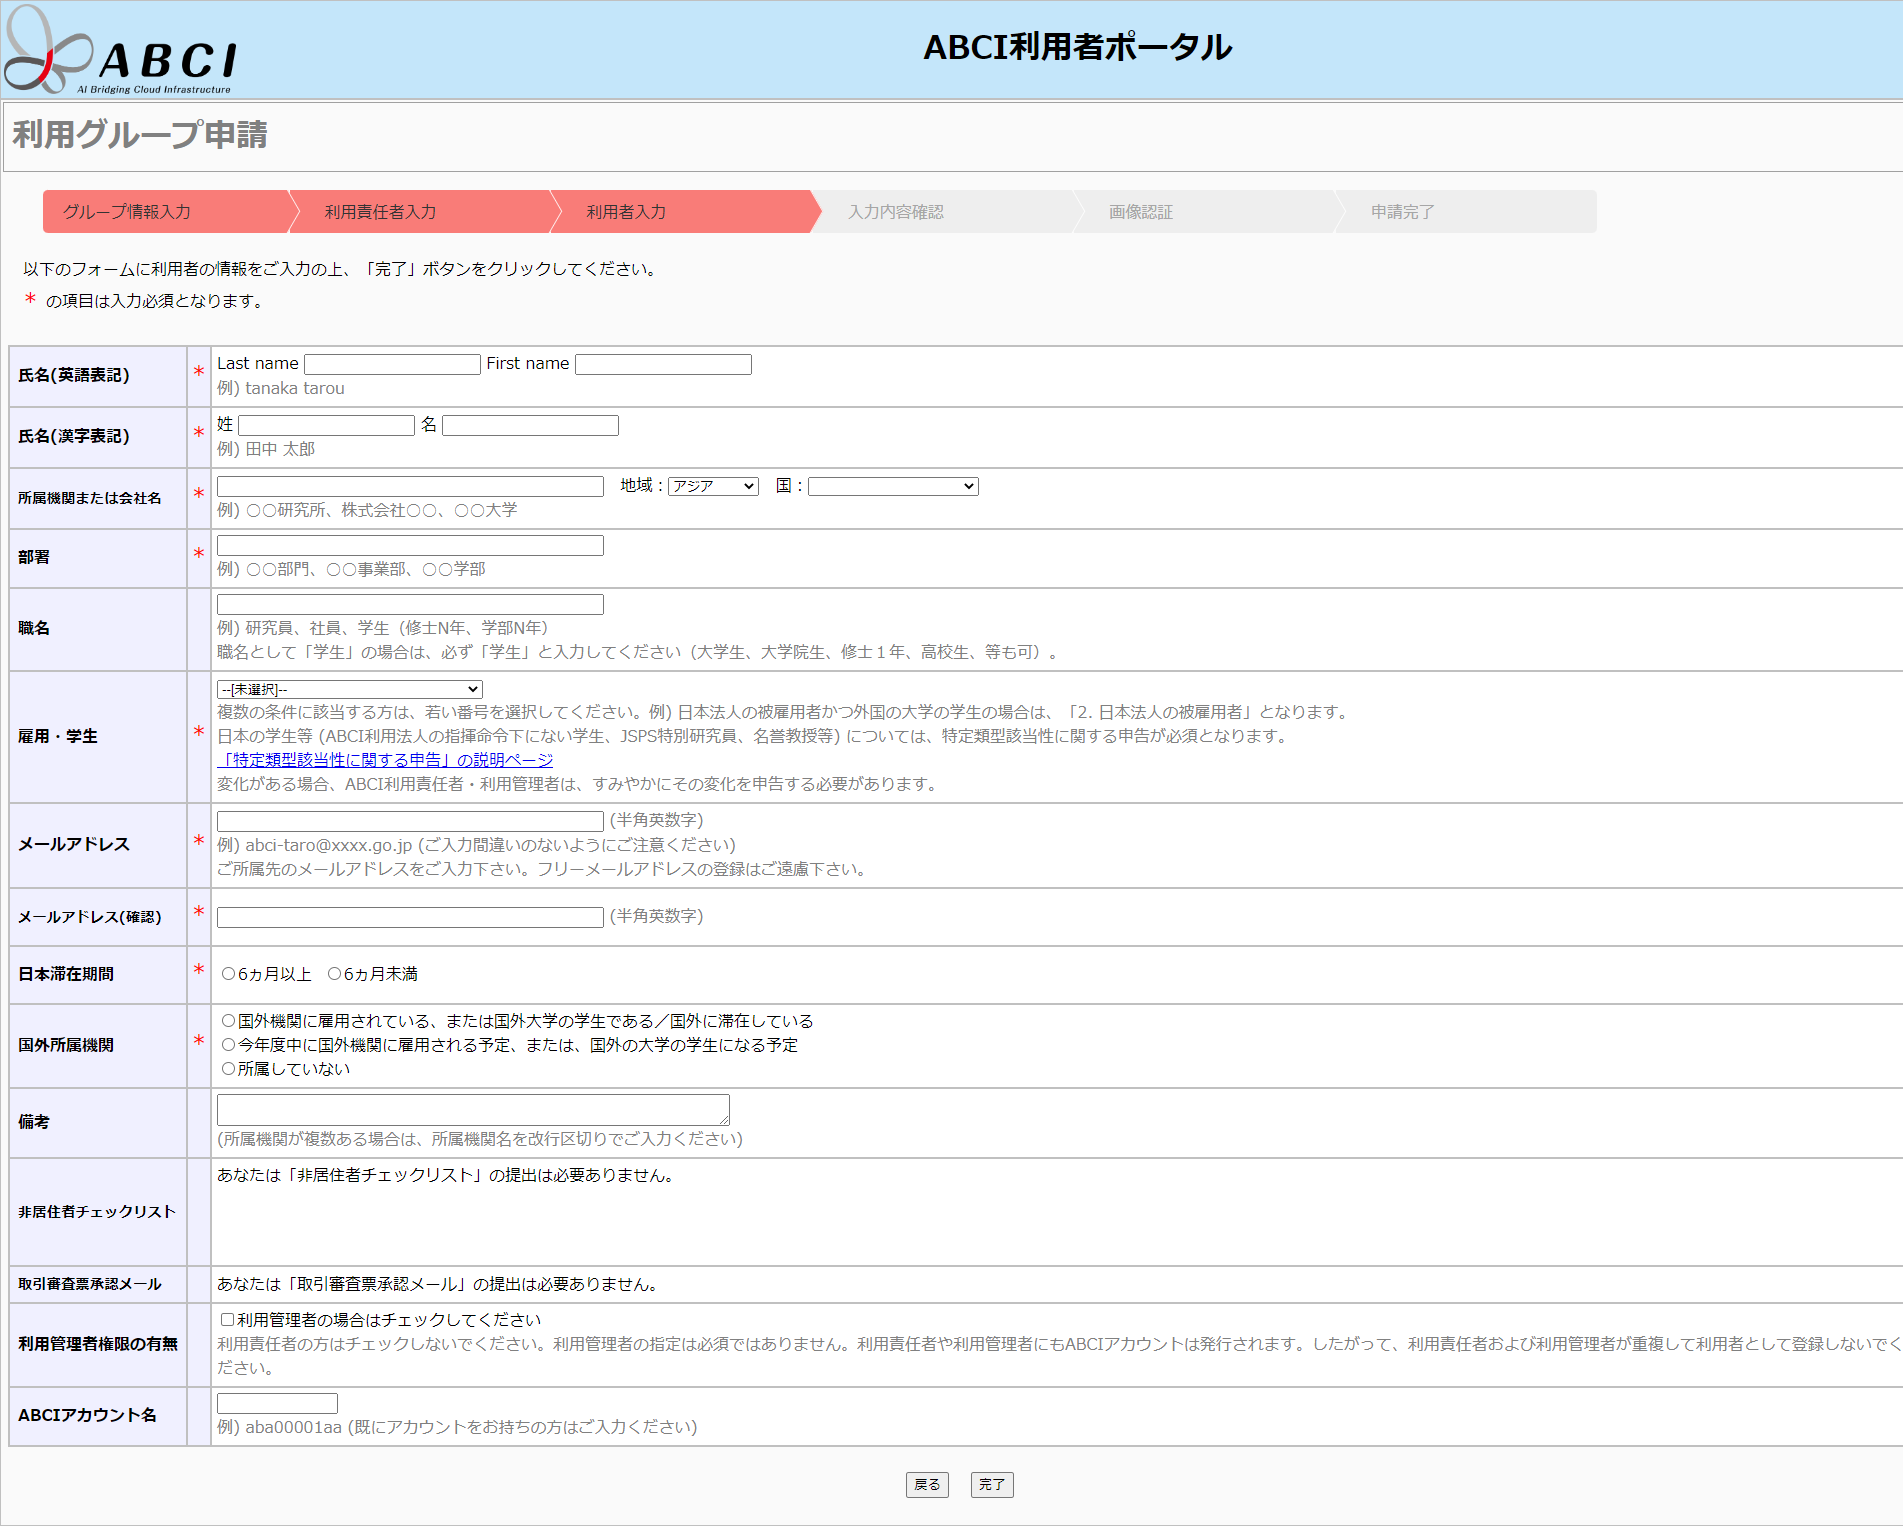 ABCI
AI Bridging Cloud Infrastructure
ABCI利用者ポータル
利用グループ申請
グループ情報入力 利用責任者入力 利用者入力 入力内容確認 画像認証 申請完了
以下のフォームに利用者の情報をご入力の上、「完了」ボタンをクリックしてください。
* の項目は入力必須となります。
氏名(英語表記) * Last name First name
例) tanaka tarou
氏名(漢字表記) * 姓 名
例) 田中 太郎
所属機関または会社名 * 地域：アジア 国：
例) 〇〇研究所、株式会社〇〇、〇〇大学
部署 *
例) 〇〇部門、〇〇事業部、〇〇学部
職名
例) 研究員、社員、学生（修士N年、学部N年）
職名として「学生」の場合は、必ず「学生」と入力してください（大学生、大学院生、修士１年、高校生、等も可）。
雇用・学生 * --[未選択]--
複数の条件に該当する方は、若い番号を選択してください。例) 日本法人の被雇用者かつ外国の大学の学生の場合は、「2. 日本法人の被雇用者」となります。
日本の学生等 (ABCI利用法人の指揮命令下にない学生、JSPS特別研究員、名誉教授等) については、特定類型該当性に関する申告が必須となります。
「特定類型該当性に関する申告」の説明ページ
変化がある場合、ABCI利用責任者・利用管理者は、すみやかにその変化を申告する必要があります。
メールアドレス * (半角英数字)
例) abci-taro@xxxx.go.jp (ご入力間違いのないようにご注意ください)
ご所属先のメールアドレスをご入力下さい。フリーメールアドレスの登録はご遠慮下さい。
メールアドレス(確認) * (半角英数字)
日本滞在期間 * 6ヵ月以上 6ヵ月未満
国外所属機関 * 国外機関に雇用されている、または国外大学の学生である／国外に滞在している
今年度中に国外機関に雇用される予定、または、国外の大学の学生になる予定
所属していない
備考
(所属機関が複数ある場合は、所属機関名を改行区切りでご入力ください)
非居住者チェックリスト あなたは「非居住者チェックリスト」の提出は必要ありません。
取引審査票承認メール あなたは「取引審査票承認メール」の提出は必要ありません。
利用管理者権限の有無 利用管理者の場合はチェックしてください
利用責任者の方はチェックしないでください。利用管理者の指定は必須ではありません。利用責任者や利用管理者にもABCIアカウントは発行されます。したがって、利用責任者および利用管理者が重複して利用者として登録しないでく
ださい。
ABCIアカウント名
例) aba00001aa (既にアカウントをお持ちの方はご入力ください)
戻る 完了